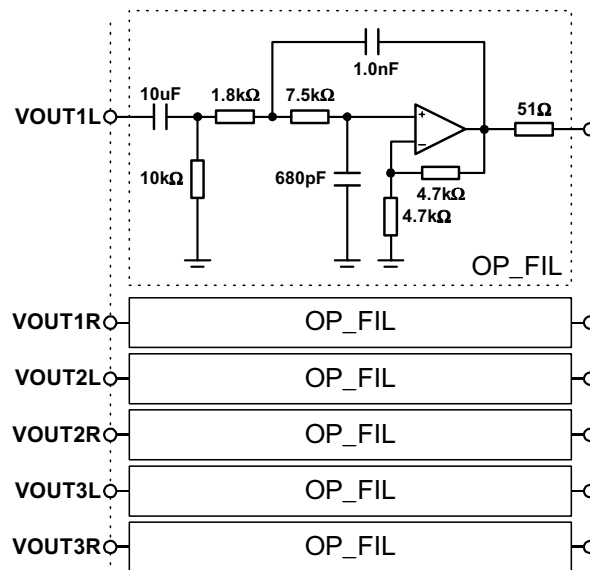 1.0nF
10uF
1.8kΩ
7.5kΩ
51Ω
VOUT1L
+
−
10kΩ
680pF
4.7kΩ
4.7kΩ
OP_FIL
VOUT1R
OP_FIL
VOUT2L
OP_FIL
VOUT2R
OP_FIL
VOUT3L
OP_FIL
VOUT3R
OP_FIL